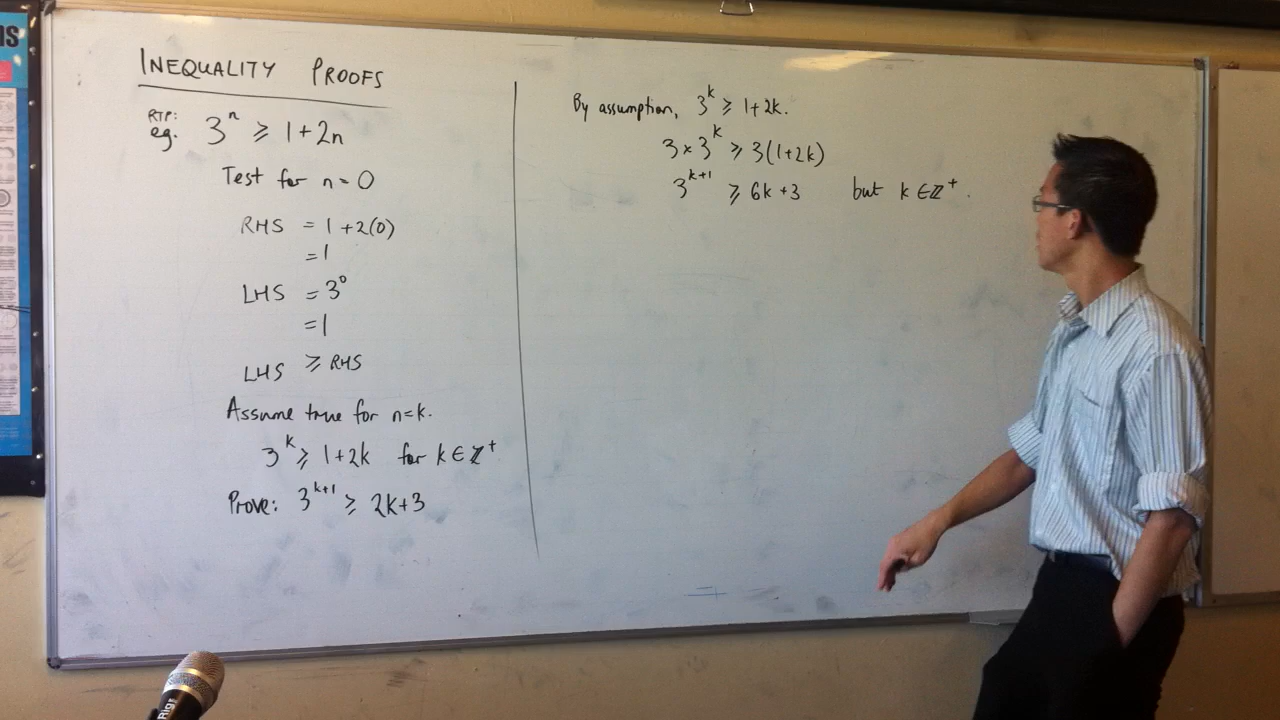 INEQUALITY PROOFS
RTP:
eg. 3ⁿ ≥ 1+2n
Test for n=0
RHS = 1+2(0)
=1
LHS = 3⁰
=1
LHS ≥ RHS
Assume true for n=k.
3ᵏ ≥ 1+2k for k∈ℤ⁺
Prove: 3ᵏ⁺¹ ≥ 2k+3
By assumption, 3ᵏ ≥ 1+2k.
3×3ᵏ ≥ 3(1+2k)
3ᵏ⁺¹ ≥ 6k+3 but k∈ℤ⁺.